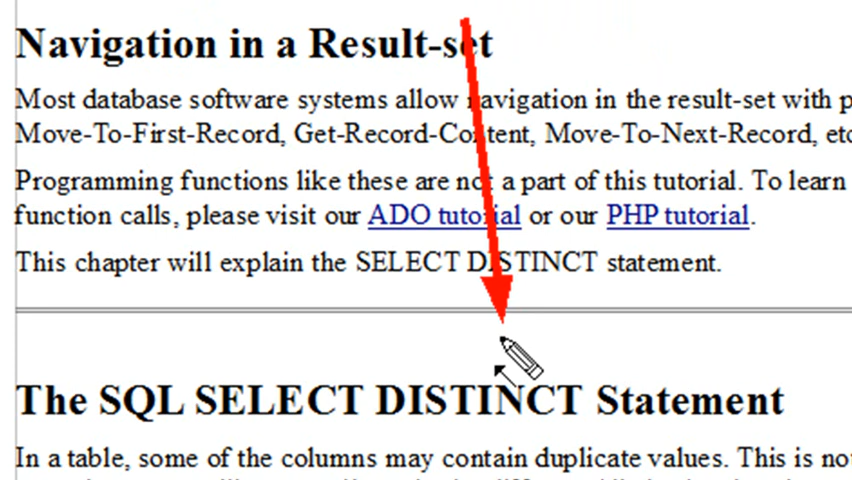 Navigation in a Result-set
Most database software systems allow navigation in the result-set with
Move-To-First-Record, Get-Record-Content, Move-To-Next-Record,
Programming functions like these are not a part of this tutorial. To learn
function calls, please visit our ADO tutorial or our PHP tutorial.
This chapter will explain the SELECT DISTINCT statement.
The SQL SELECT DISTINCT Statement
In a table, some of the columns may contain duplicate values. This is